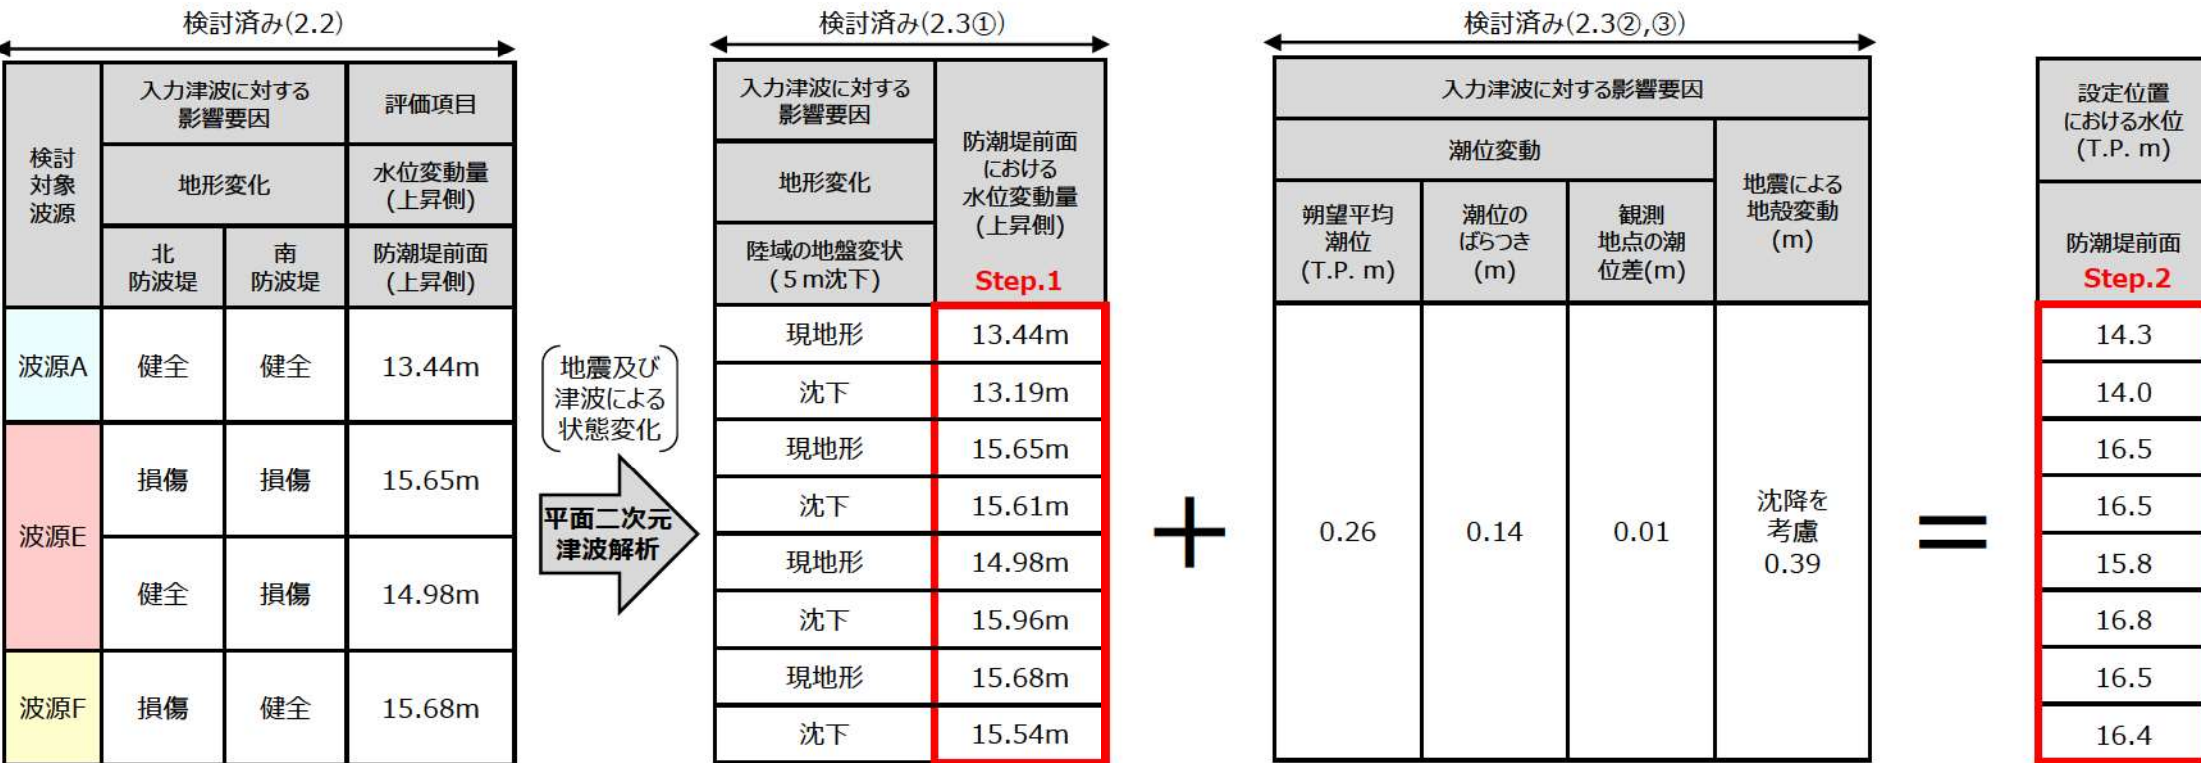 検討済み(2.2)
検討
対象
波源
入力津波に対する
影響要因
評価項目
地形変化
水位変動量
(上昇側)
北
防波堤
南
防波堤
防潮堤前面
(上昇側)
波源A
健全
健全
13.44m
波源E
損傷
損傷
15.65m
健全
損傷
14.98m
波源F
損傷
健全
15.68m
地震及び
津波による
状態変化
平面二次元
津波解析
検討済み(2.3①)
入力津波に対する
影響要因
地形変化
陸域の地盤変状
(５m沈下)
防潮堤前面
における
水位変動量
(上昇側)
Step.1
現地形
13.44m
沈下
13.19m
現地形
15.65m
沈下
15.61m
現地形
14.98m
沈下
15.96m
現地形
15.68m
沈下
15.54m
＋
検討済み(2.3②,③)
入力津波に対する影響要因
潮位変動
朔望平均
潮位
(T.P. m)
潮位の
ばらつき
(m)
観測
地点の潮
位差(m)
地震による
地殻変動
(m)
0.26
0.14
0.01
沈降を
考慮
0.39
＝
設定位置
における水位
(T.P. m)
防潮堤前面
Step.2
14.3
14.0
16.5
16.5
15.8
16.8
16.5
16.4